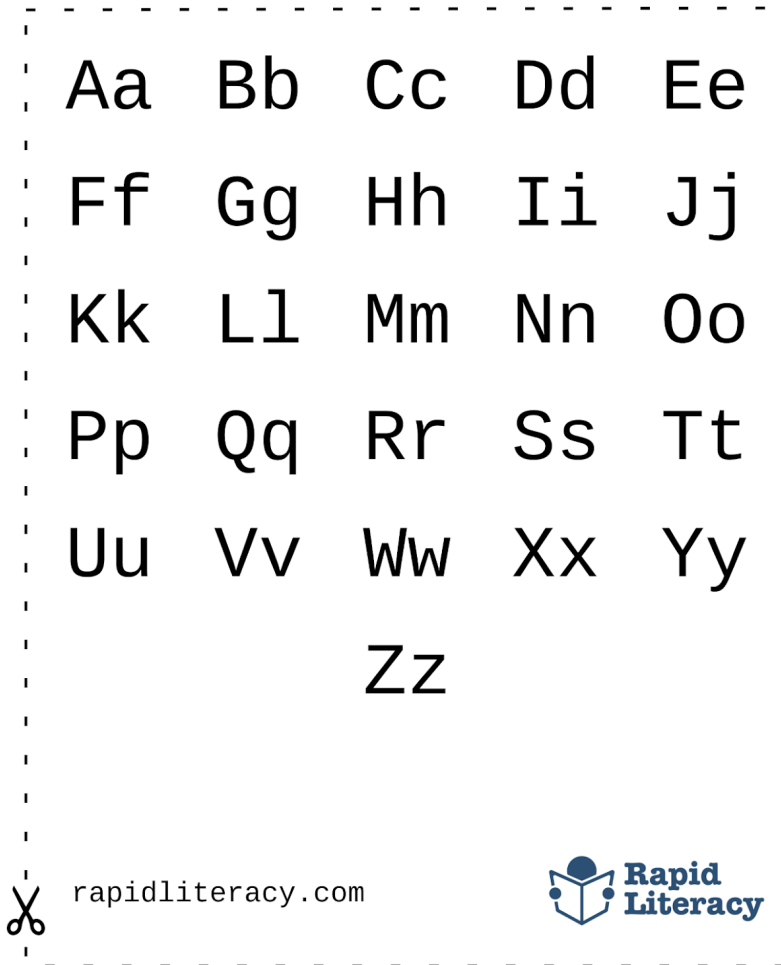 Aa Bb Cc Dd Ee
Ff Gg Hh Ii Jj
Kk Ll Mm Nn Oo
Pp Qq Rr Ss Tt
Uu Vv Ww Xx Yy
Zz
rapidliteracy.com
Rapid
Literacy